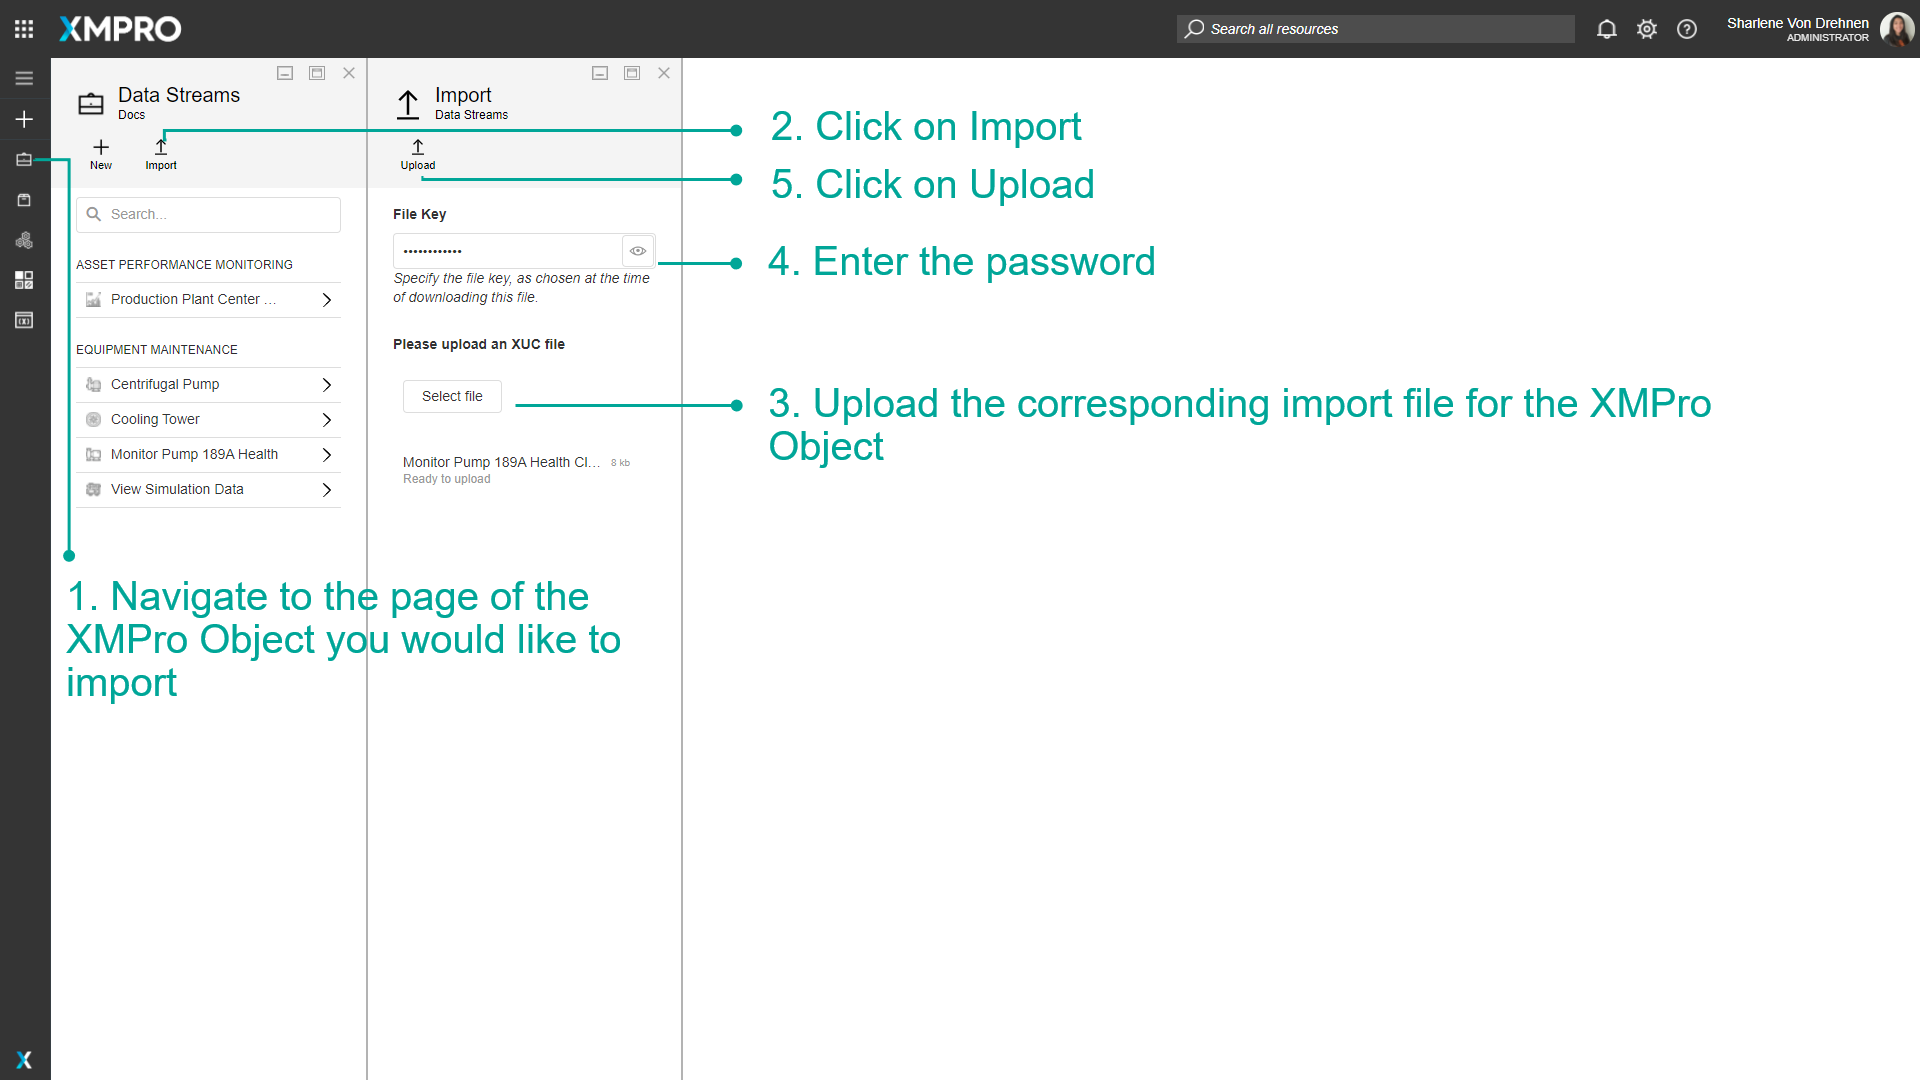 XMPRO
Search all resources
Sharlene Von Drehnen
ADMINISTRATOR
Data Streams
Docs
New
Import
Search...
ASSET PERFORMANCE MONITORING
Production Plant Center ...
EQUIPMENT MAINTENANCE
Centrifugal Pump
Cooling Tower
Monitor Pump 189A Health
View Simulation Data
Import
Data Streams
Upload
File Key
••••••••••••
Specify the file key, as chosen at the time
of downloading this file.
Please upload an XUC file
Select file
Monitor Pump 189A Health Cl... 8 kb
Ready to upload
2. Click on Import
5. Click on Upload
4. Enter the password
3. Upload the corresponding import file for the XMPro
Object
1. Navigate to the page of the
XMPro Object you would like to
import